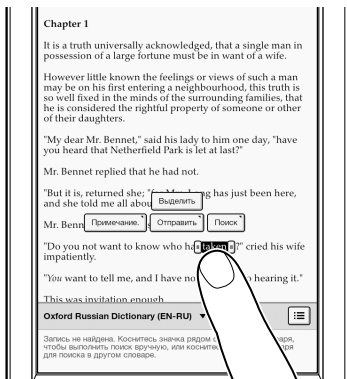 Chapter 1
It is a truth universally acknowledged, that a single man in
possession of a large fortune must be in want of a wife.
However little known the feelings or views of such a man
may be on his first entering a neighbourhood, this truth is
so well fixed in the minds of the surrounding families, that
he is considered the rightful property of someone or other
of their daughters.
"My dear Mr. Bennet," said his lady to him one day, "have
you heard that Netherfield Park is let at last?"
Mr. Bennet replied that he had not.
"But it is, returned she; " has just been here,
and she told me all
Выделить
Mr.
Примечание. Отправить Поиск
"Do you not want to know who taken ?" cried his wife
impatiently.
"You want to tell me, and I have hearing it."
This was invitation enough
Oxford Russian Dictionary (EN-RU)
Запись не найдена. Коснитесь значка рядом
чтобы выполнить поиск вручную, или
для поиска в другом словаре.